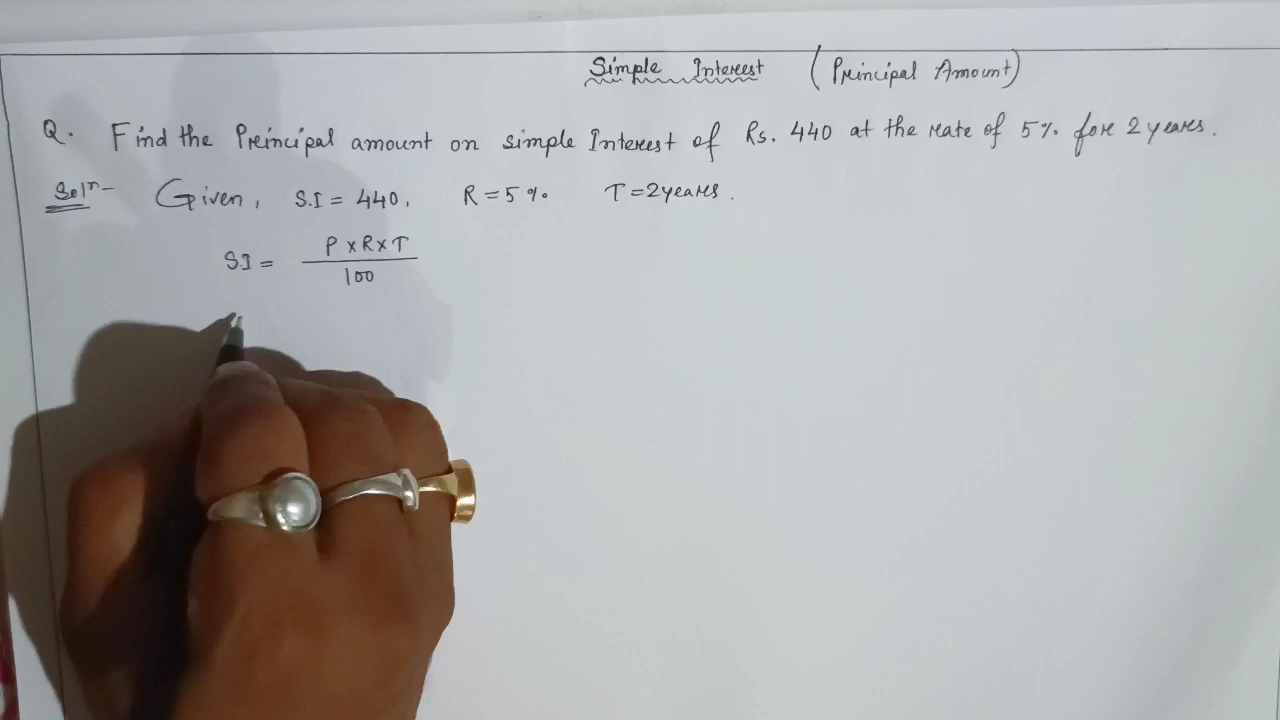 Simple Interest (Principal Amount)
Q. Find the Principal amount on simple Interest of Rs. 440 at the rate of 5% for 2 years.
Solⁿ- Given, S.I = 440, R = 5% T = 2years.
S.I = P x R x T
100